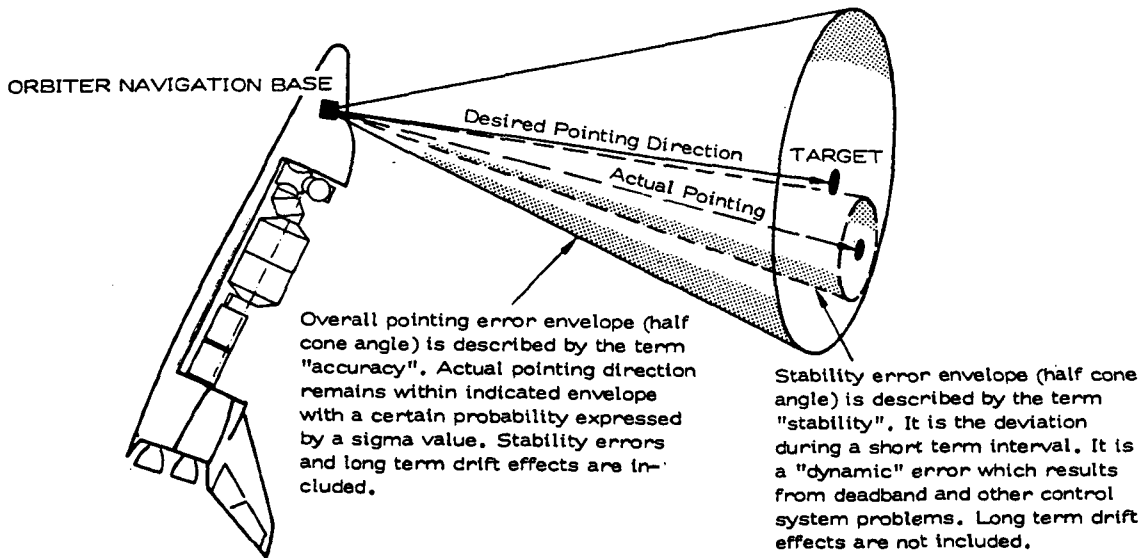 ORBITER NAVIGATION BASE
Desired Pointing Direction
TARGET
Actual Pointing
Overall pointing error envelope (half
cone angle) is described by the term
"accuracy". Actual pointing direction
remains within indicated envelope
with a certain probability expressed
by a sigma value. Stability errors
and long term drift effects are in-
cluded.
Stability error envelope (half cone
angle) is described by the term
"stability". It is the deviation
during a short term interval. It is
a "dynamic" error which results
from deadband and other control
system problems. Long term drift
effects are not included.